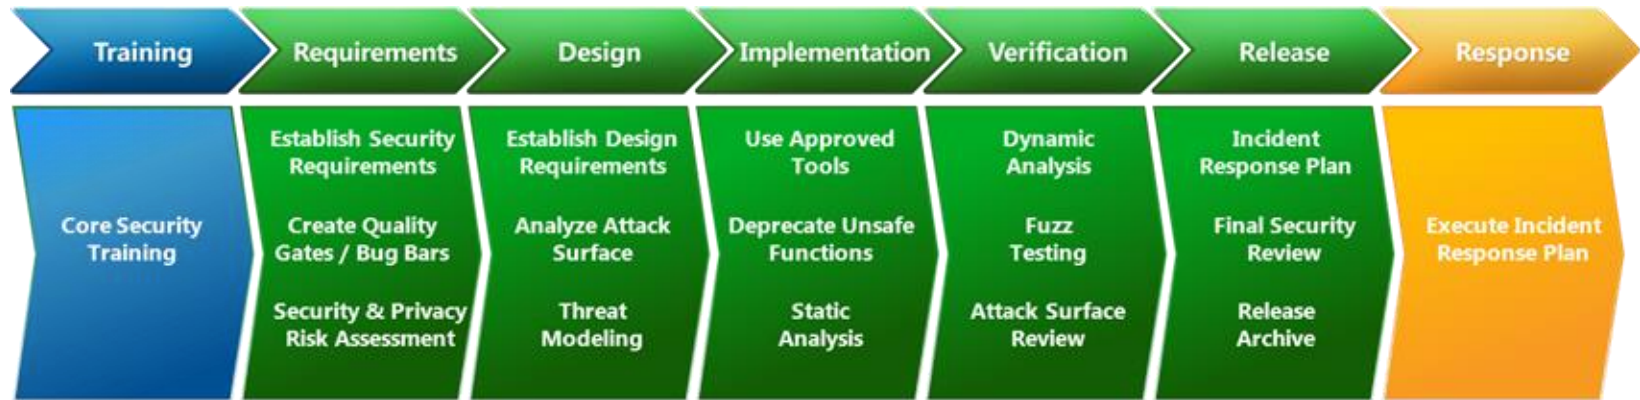 Training
Requirements
Design
Implementation
Verification
Release
Response
Core Security
Training
Establish Security
Requirements
Create Quality
Gates / Bug Bars
Security & Privacy
Risk Assessment
Establish Design
Requirements
Analyze Attack
Surface
Threat
Modeling
Use Approved
Tools
Deprecate Unsafe
Functions
Static
Analysis
Dynamic
Analysis
Fuzz
Testing
Attack Surface
Review
Incident
Response Plan
Final Security
Review
Release
Archive
Execute Incident
Response Plan